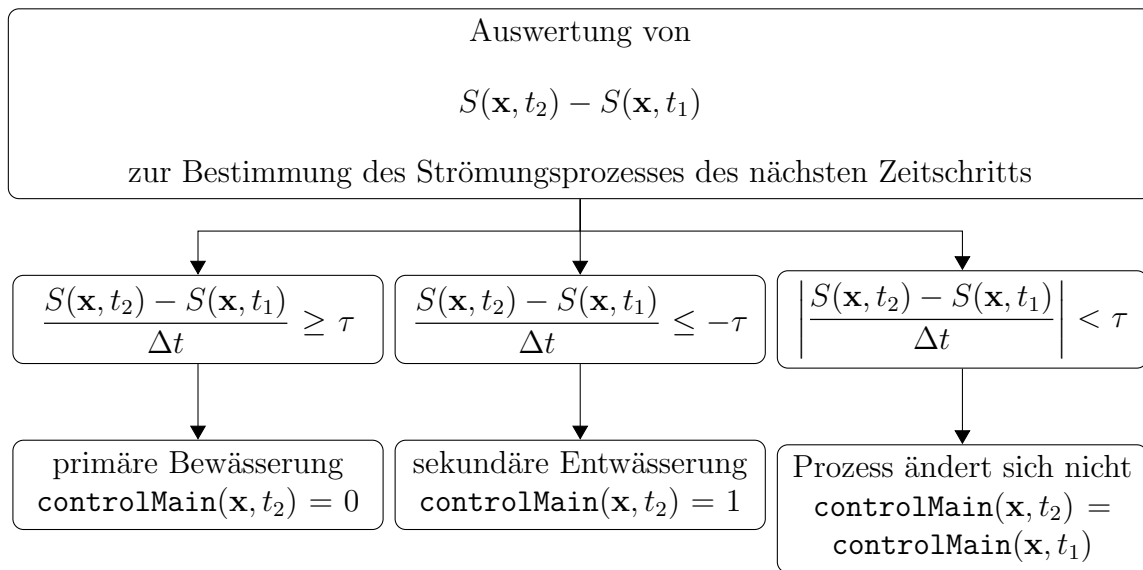 Auswertung von
S(x, t₂) − S(x, t₁)
zur Bestimmung des Strömungsprozesses des nächsten Zeitschritts
S(x, t₂) − S(x, t₁)
Δt
≥ τ
S(x, t₂) − S(x, t₁)
Δt
≤ −τ
|S(x, t₂) − S(x, t₁)|
Δt
< τ
primäre Bewässerung
controlMain(x, t₂) = 0
sekundäre Entwässerung
controlMain(x, t₂) = 1
Prozess ändert sich nicht
controlMain(x, t₂) =
controlMain(x, t₁)